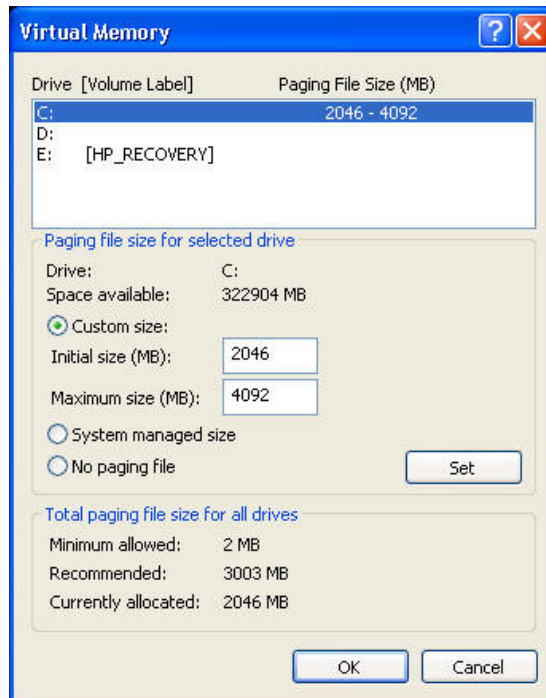 Virtual Memory
Drive [Volume Label] Paging File Size (MB)
C: 2046 - 4092
D:
E: [HP_RECOVERY]
Paging file size for selected drive
Drive: C:
Space available: 322904 MB
Custom size:
Initial size (MB): 2046
Maximum size (MB): 4092
System managed size
No paging file
Set
Total paging file size for all drives
Minimum allowed: 2 MB
Recommended: 3003 MB
Currently allocated: 2046 MB
OK Cancel